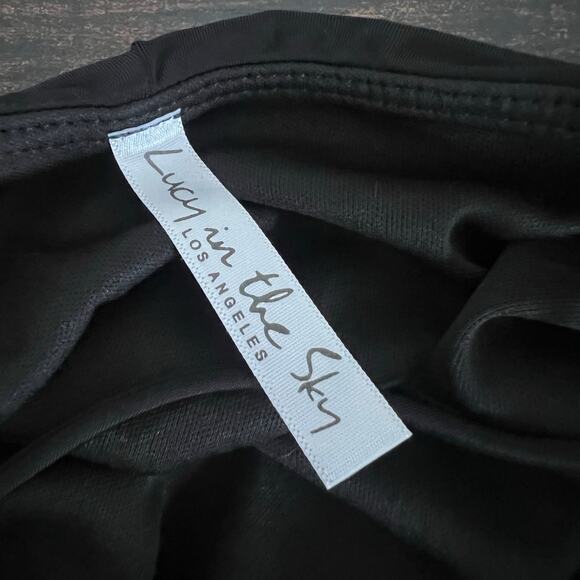 Lucy in the Sky
LOS ANGELES